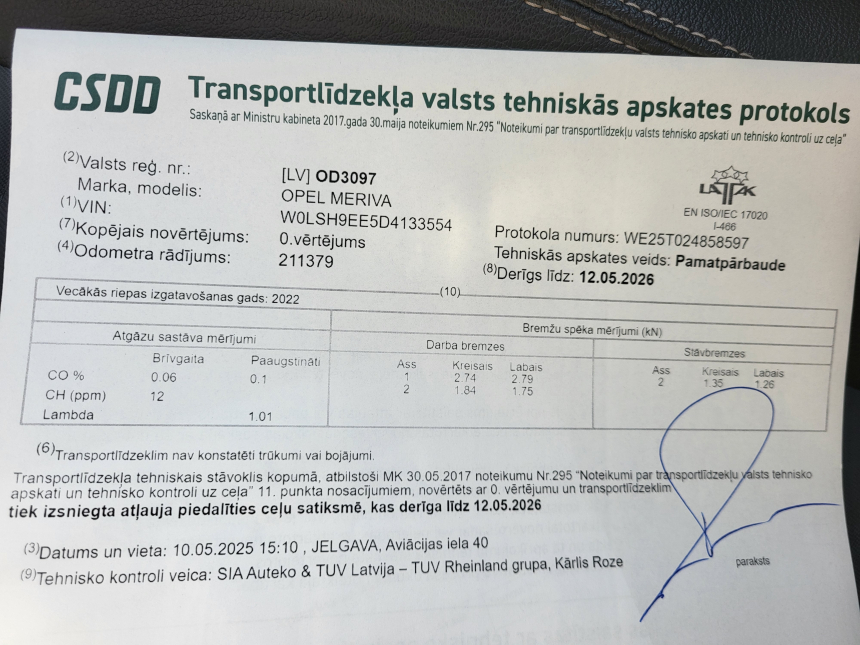 CSDD
Transportlīdzekļa valsts tehniskās apskates protokols
Saskaņā ar Ministru kabineta 2017.gada 30.maija noteikumiem Nr.295 "Noteikumi par transportlīdzekļu valsts tehnisko apskati un tehnisko kontroli uz ceļa"
(2)Valsts reģ. nr.: [LV] OD3097
Marka, modelis: OPEL MERIVA
(1)VIN: W0LSH9EE5D4133554
(7)Kopējais novērtējums: 0.vērtējums
(4)Odometra rādījums: 211379
LATAK
EN ISO/IEC 17020
I-466
Protokola numurs: WE25T024858597
Tehniskās apskates veids: Pamatpārbaude
(8)Derīgs līdz: 12.05.2026
Vecākās riepas izgatavošanas gads: 2022 (10)
Atgāzu sastāva mērījumi
Brīvgaita Paaugstināti
CO % 0.06 0.1
CH (ppm) 12
Lambda 1.01
Bremžu spēka mērījumi (kN)
Darba bremzes
Ass Kreisais Labais
1 2.74 2.79
2 1.84 1.75
Stāvbremzes
Ass Kreisais Labais
2 1.35 1.26
(6)Transportlīdzeklim nav konstatēti trūkumi vai bojājumi.
Transportlīdzekļa tehniskais stāvoklis kopumā, atbilstoši MK 30.05.2017 noteikumu Nr.295 "Noteikumi par transportlīdzekļu valsts tehnisko
apskati un tehnisko kontroli uz ceļa" 11. punkta nosacījumiem, novērtēts ar 0. vērtējumu un transportlīdzeklim
tiek izsniegta atļauja piedalīties ceļu satiksmē, kas derīga līdz 12.05.2026
(3)Datums un vieta: 10.05.2025 15:10 , JELGAVA, Aviācijas iela 40
(9)Tehnisko kontroli veica: SIA Auteko & TUV Latvija – TUV Rheinland grupa, Kārlis Roze
paraksts